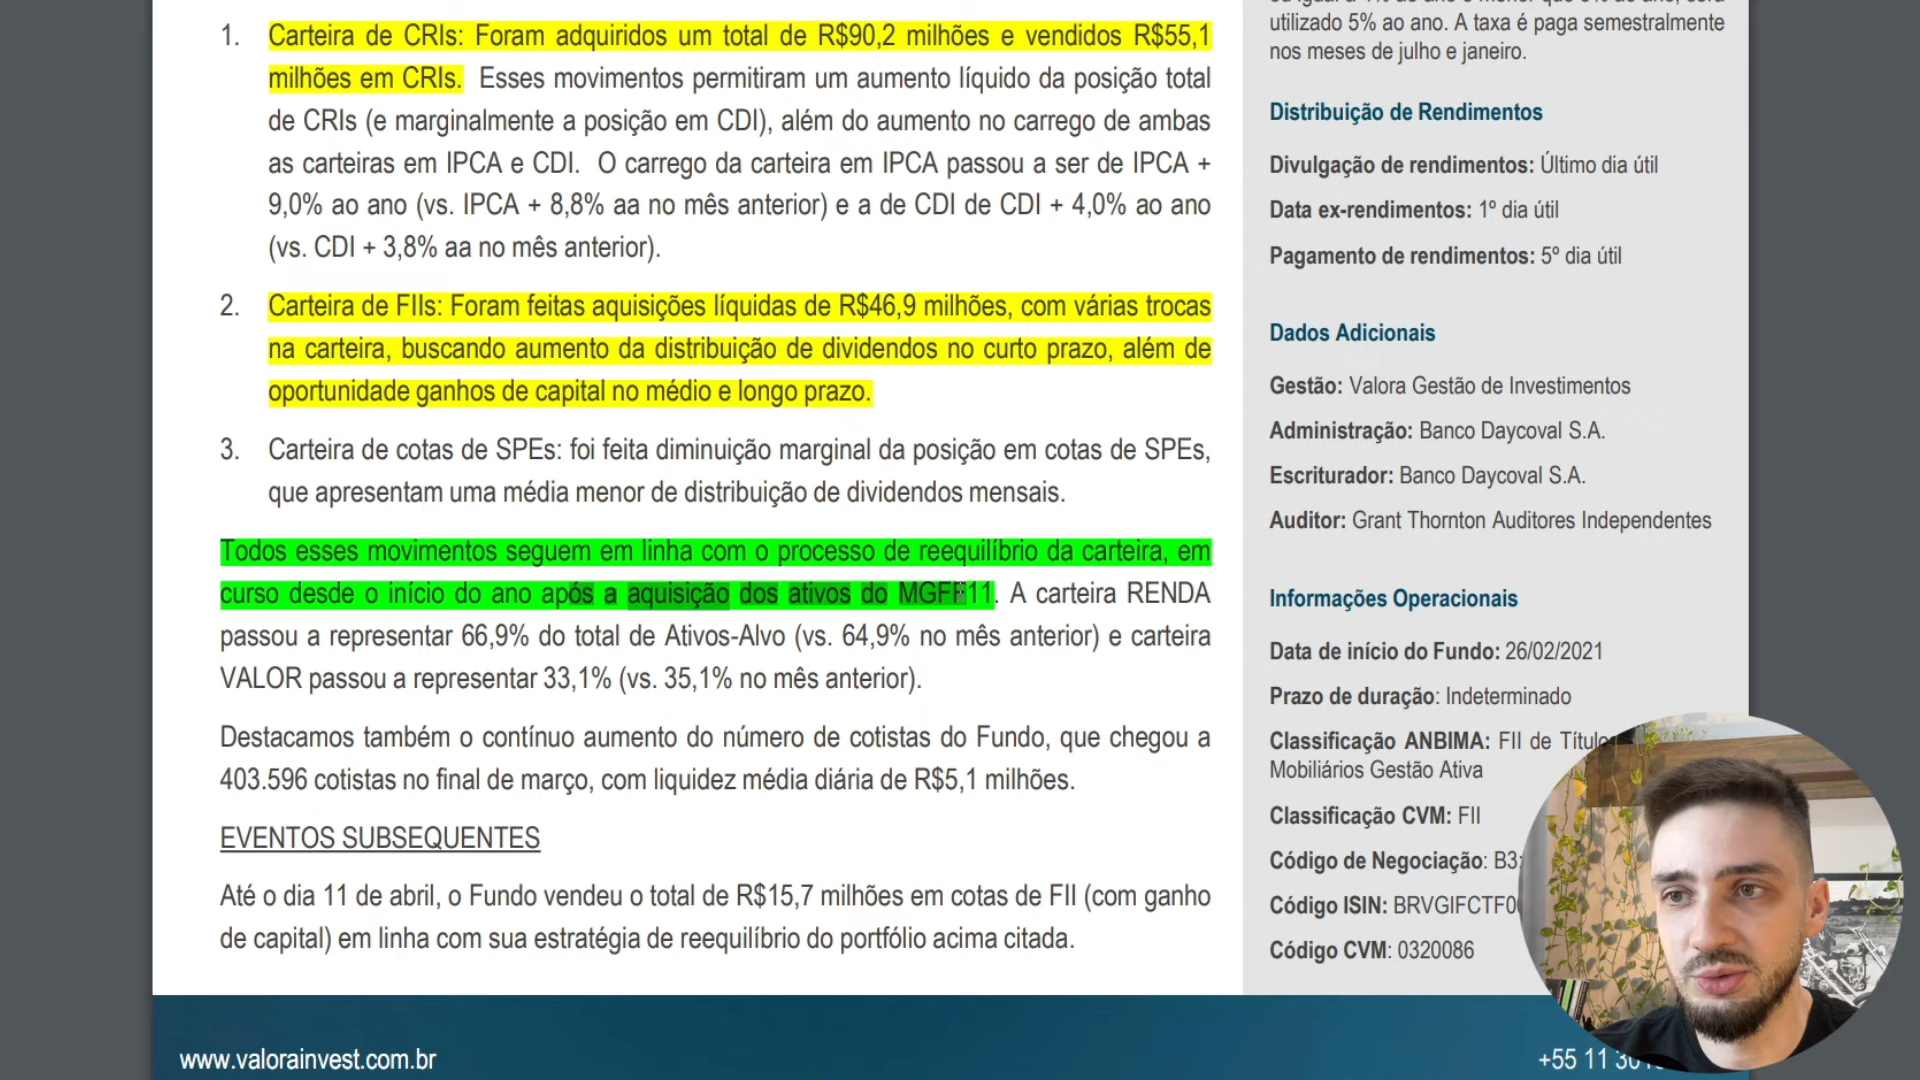 1. Carteira de CRIs: Foram adquiridos um total de R$90,2 milhões e vendidos R$55,1
milhões em CRIs. Esses movimentos permitiram um aumento líquido da posição total
de CRIs (e marginalmente a posição em CDI), além do aumento no carrego de ambas
as carteiras em IPCA e CDI. O carrego da carteira em IPCA passou a ser de IPCA +
9,0% ao ano (vs. IPCA + 8,8% aa no mês anterior) e a de CDI de CDI + 4,0% ao ano
(vs. CDI + 3,8% aa no mês anterior).
2. Carteira de FIIs: Foram feitas aquisições líquidas de R$46,9 milhões, com várias trocas
na carteira, buscando aumento da distribuição de dividendos no curto prazo, além de
oportunidade ganhos de capital no médio e longo prazo.
3. Carteira de cotas de SPEs: foi feita diminuição marginal da posição em cotas de SPEs,
que apresentam uma média menor de distribuição de dividendos mensais.
Todos esses movimentos seguem em linha com o processo de reequilíbrio da carteira, em
curso desde o início do ano após a aquisição dos ativos do MGFF11. A carteira RENDA
passou a representar 66,9% do total de Ativos-Alvo (vs. 64,9% no mês anterior) e carteira
VALOR passou a representar 33,1% (vs. 35,1% no mês anterior).
Destacamos também o contínuo aumento do número de cotistas do Fundo, que chegou a
403.596 cotistas no final de março, com liquidez média diária de R$5,1 milhões.
EVENTOS SUBSEQUENTES
Até o dia 11 de abril, o Fundo vendeu o total de R$15,7 milhões em cotas de FII (com ganho
de capital) em linha com sua estratégia de reequilíbrio do portfólio acima citada.
utilizado 5% ao ano. A taxa é paga semestralmente
nos meses de julho e janeiro.
Distribuição de Rendimentos
Divulgação de rendimentos: Último dia útil
Data ex-rendimentos: 1º dia útil
Pagamento de rendimentos: 5º dia útil
Dados Adicionais
Gestão: Valora Gestão de Investimentos
Administração: Banco Daycoval S.A.
Escriturador: Banco Daycoval S.A.
Auditor: Grant Thornton Auditores Independentes
Informações Operacionais
Data de início do Fundo: 26/02/2021
Prazo de duração: Indeterminado
Classificação ANBIMA: FII de
Mobiliários Gestão Ativa
Classificação CVM: FII
Código de Negociação:
Código ISIN:
Código CVM: 0320086
www.valorainvest.com.br
+55 11